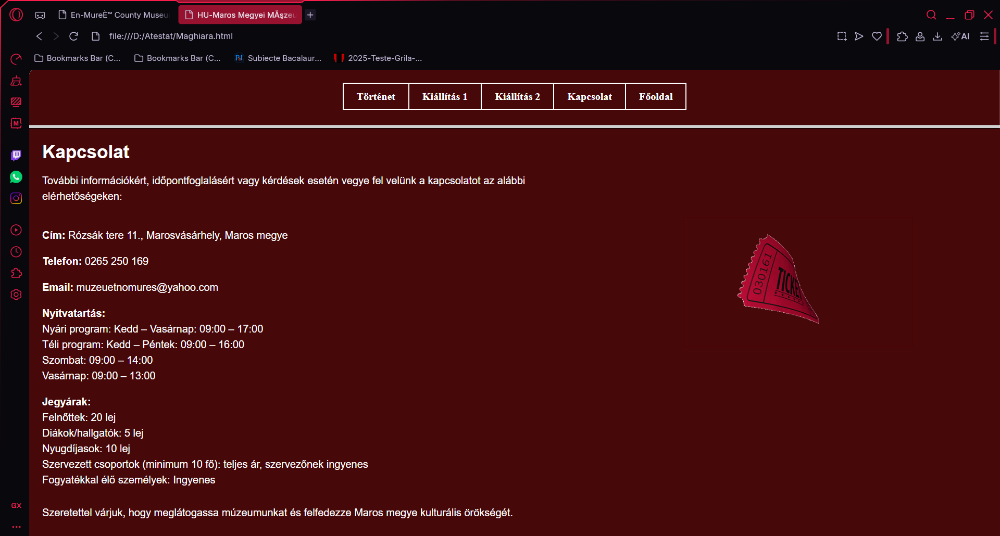 En-MureÈ™ County Museu
HU-Maros Megyei MÃşzeu
file:///D:/Atestat/Maghiara.html
AI
Bookmarks Bar (C...
Bookmarks Bar (C...
Subiecte Bacalaur...
2025-Teste-Grila-...
Történet
Kiállítás 1
Kiállítás 2
Kapcsolat
Főoldal
Kapcsolat
További információkért, időpontfoglalásért vagy kérdések esetén vegye fel velünk a kapcsolatot az alábbi
elérhetőségeken:
Cím: Rózsák tere 11., Marosvásárhely, Maros megye
Telefon: 0265 250 169
Email: muzeuetnomures@yahoo.com
Nyitvatartás:
Nyári program: Kedd – Vasárnap: 09:00 – 17:00
Téli program: Kedd – Péntek: 09:00 – 16:00
Szombat: 09:00 – 14:00
Vasárnap: 09:00 – 13:00
Jegyárak:
Felnőttek: 20 lej
Diákok/hallgatók: 5 lej
Nyugdíjasok: 10 lej
Szervezett csoportok (minimum 10 fő): teljes ár, szervezőnek ingyenes
Fogyatékkal élő személyek: Ingyenes
Szeretettel várjuk, hogy meglátogassa múzeumunkat és felfedezze Maros megye kulturális örökségét.
030161
TICKE
M
GX